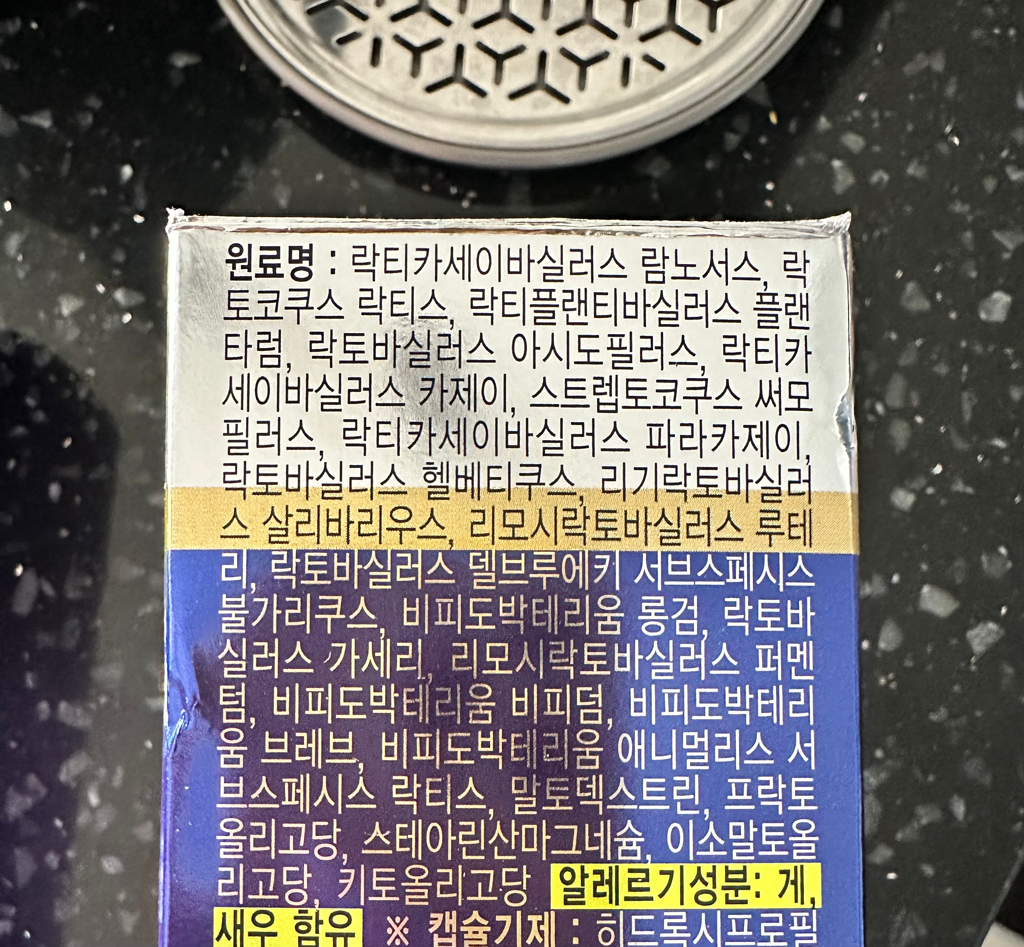 원료명 : 락티카세이바실러스 람노서스, 락
토코쿠스 락티스, 락티플랜티바실러스 플랜
타럼, 락토바실러스 아시도필러스, 락티카
세이바실러스 카제이, 스트렙토코쿠스 써모
필러스, 락티카세이바실러스 파라카제이,
락토바실러스 헬베티쿠스, 리기락토바실러
스 살리바리우스, 리모시락토바실러스 루테
리, 락토바실러스 델브루에키 서브스페시스
불가리쿠스, 비피도박테리움 롱검, 락토바
실러스 가세리, 리모시락토바실러스 퍼멘
텀, 비퍼도박테리움 비피덤, 비피도박테리
움 브레브, 비피도박테리움 애니멀리스 서
브스페시스 락티스, 말토덱스트린, 프락토
올리고당, 스테아린산마그네슘, 이소말토올
리고당, 키토올리고당 알레르기성분: 게,
새우 함유 ※ 캡슐기제 : 히드록시프로필